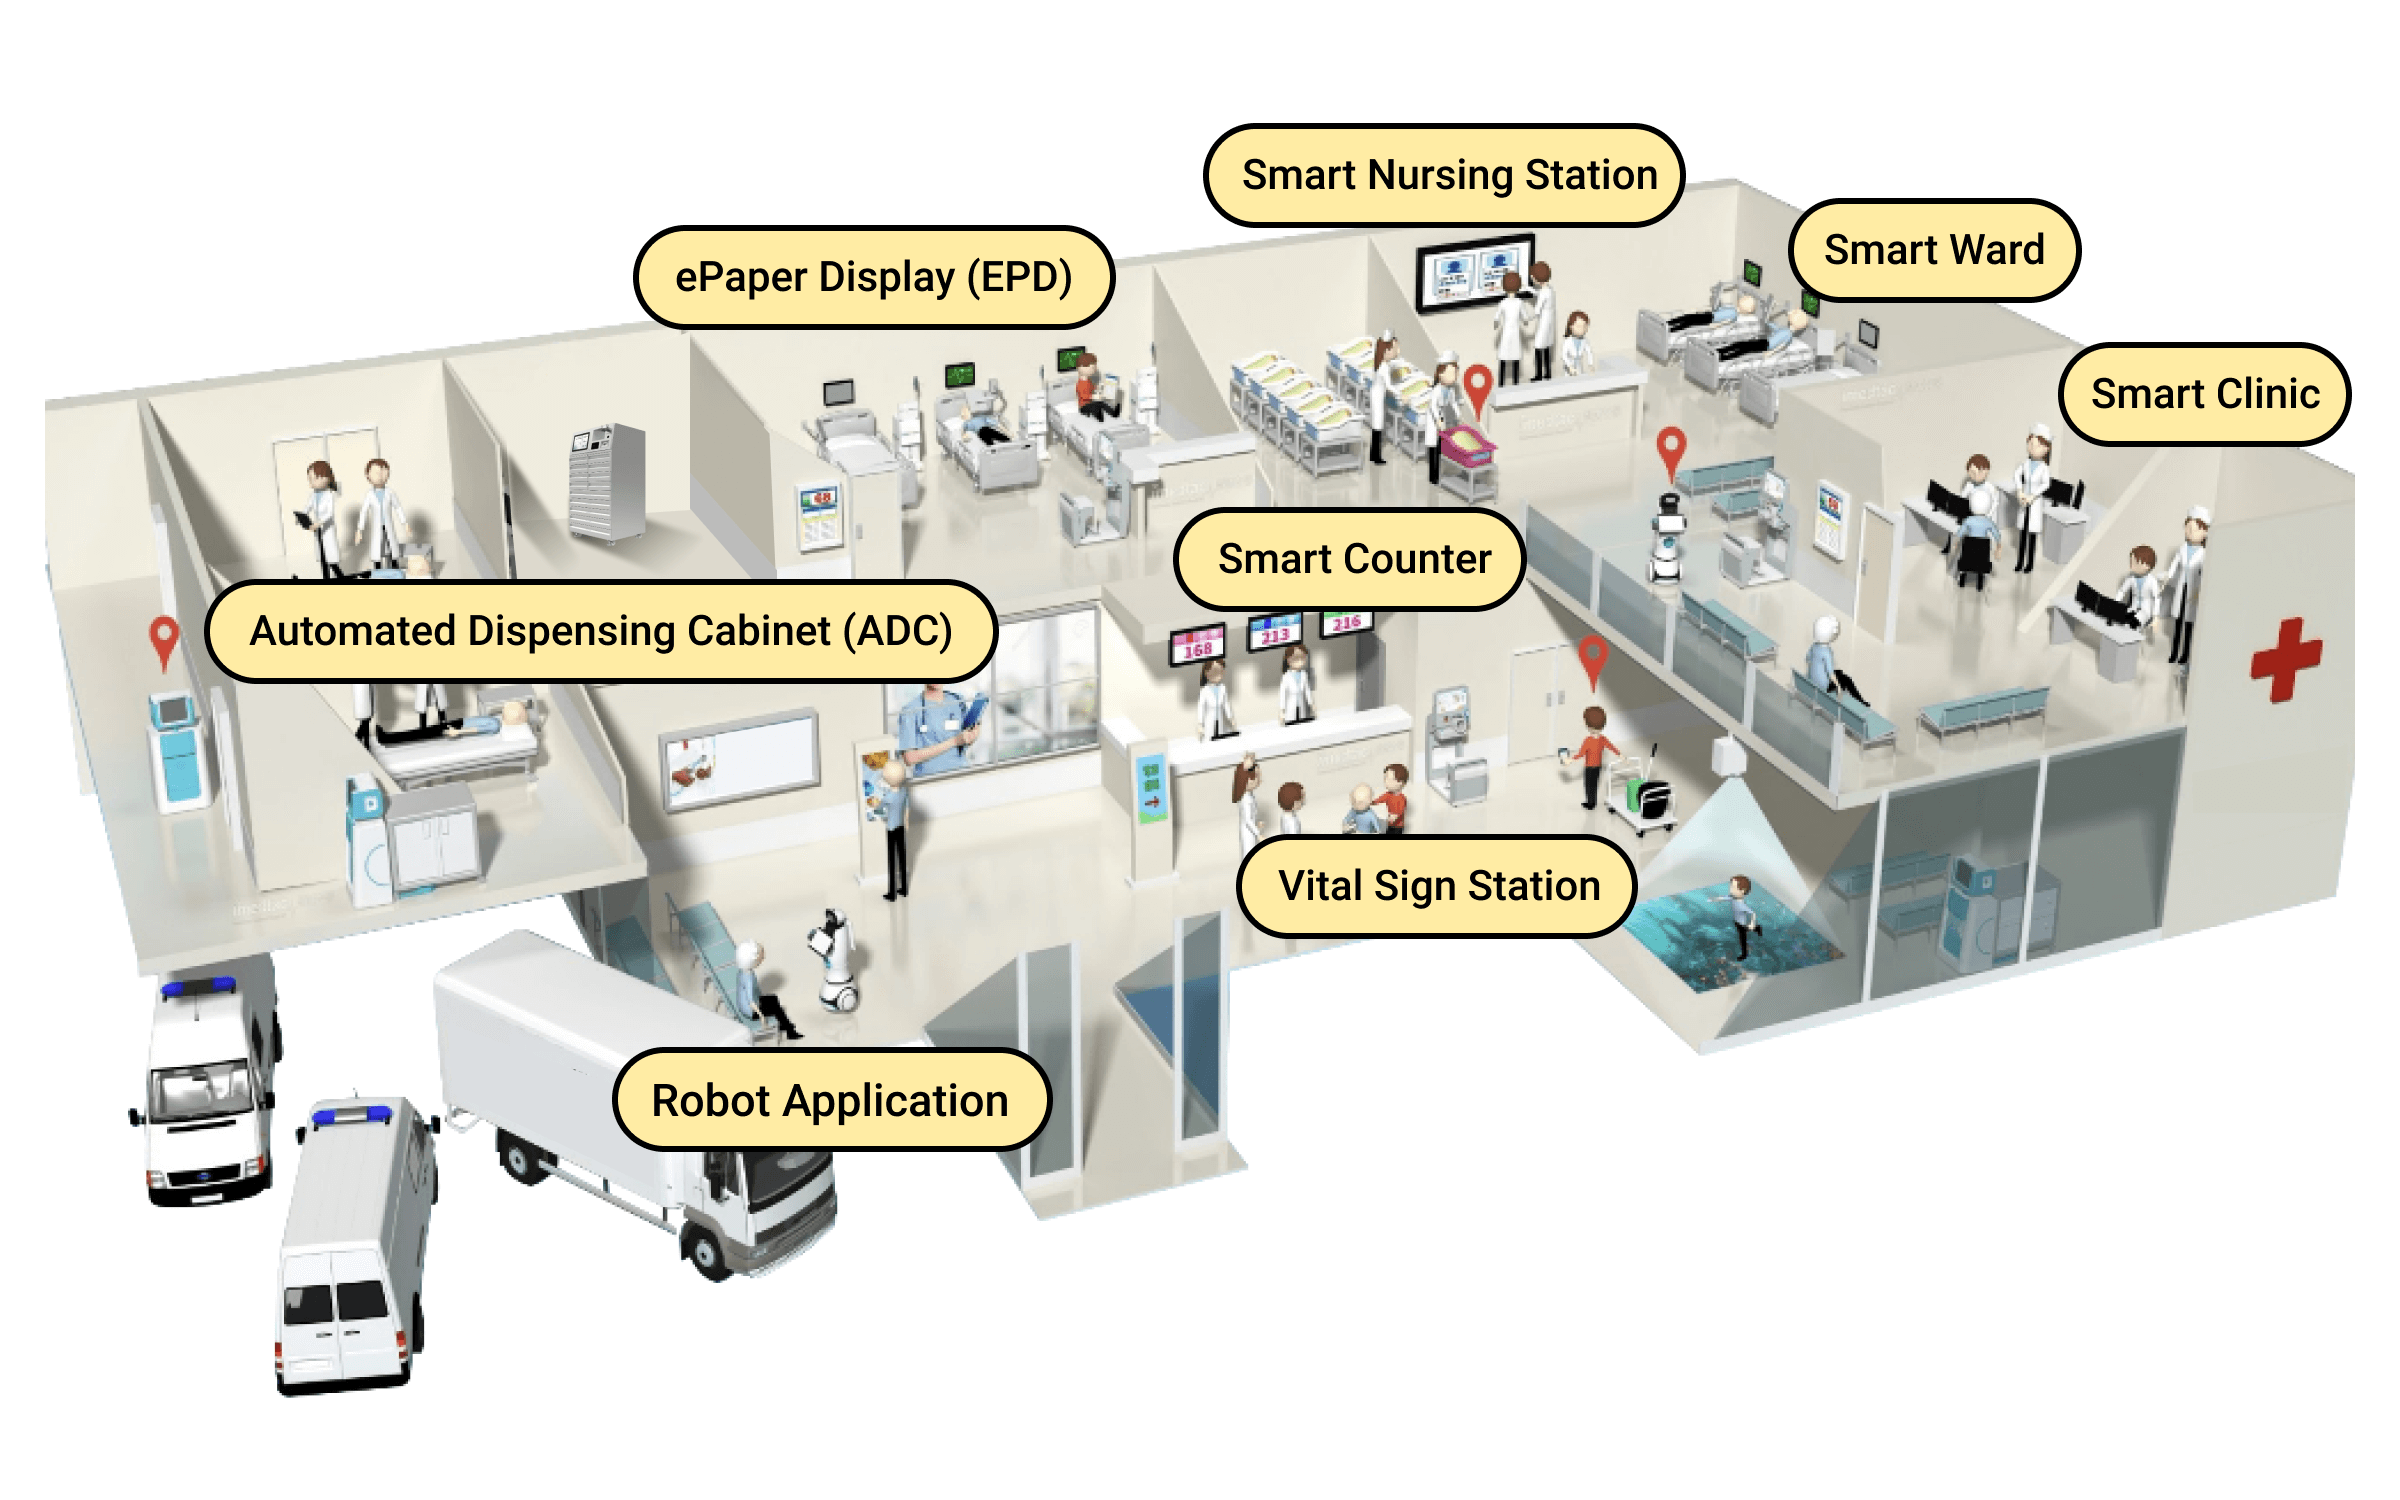 Smart Nursing Station
Smart Ward
ePaper Display (EPD)
Smart Clinic
68
Smart Counter
Automated Dispensing Cabinet (ADC)
168
213
216
Vital Sign Station
Robot Application